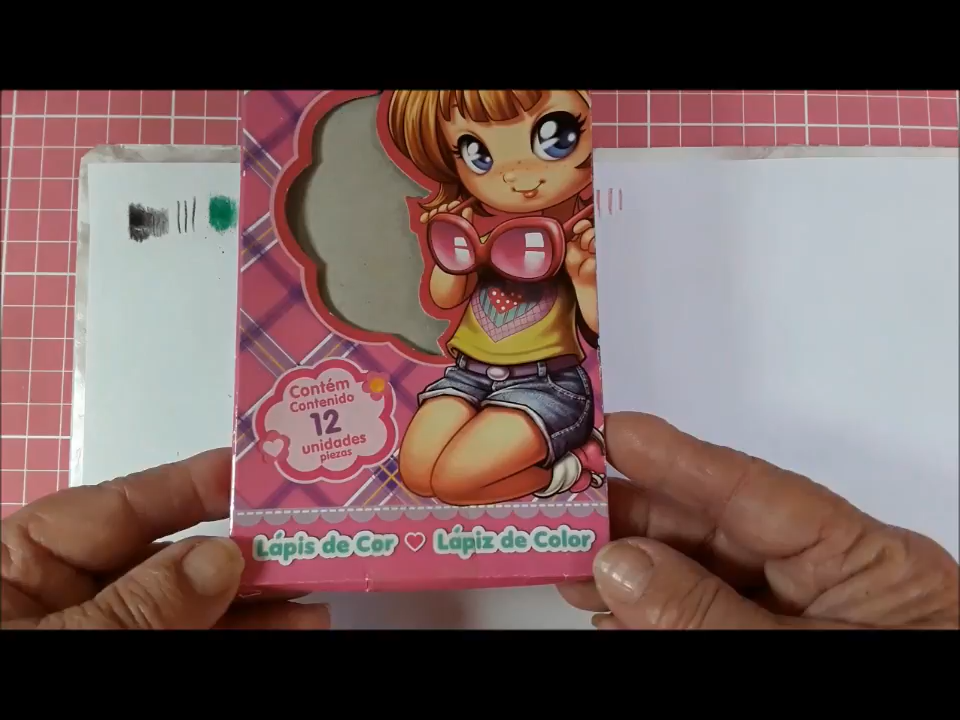 Contém
Contenido
12
unidades
piezas
Lápis de Cor Lápiz de Color